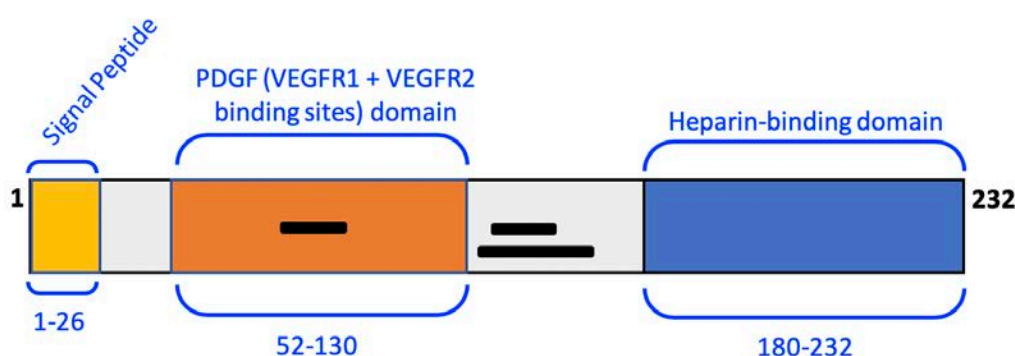 Signal Peptide
PDGF (VEGFR1 + VEGFR2
binding sites) domain
Heparin-binding domain
1
232
1-26
52-130
180-232